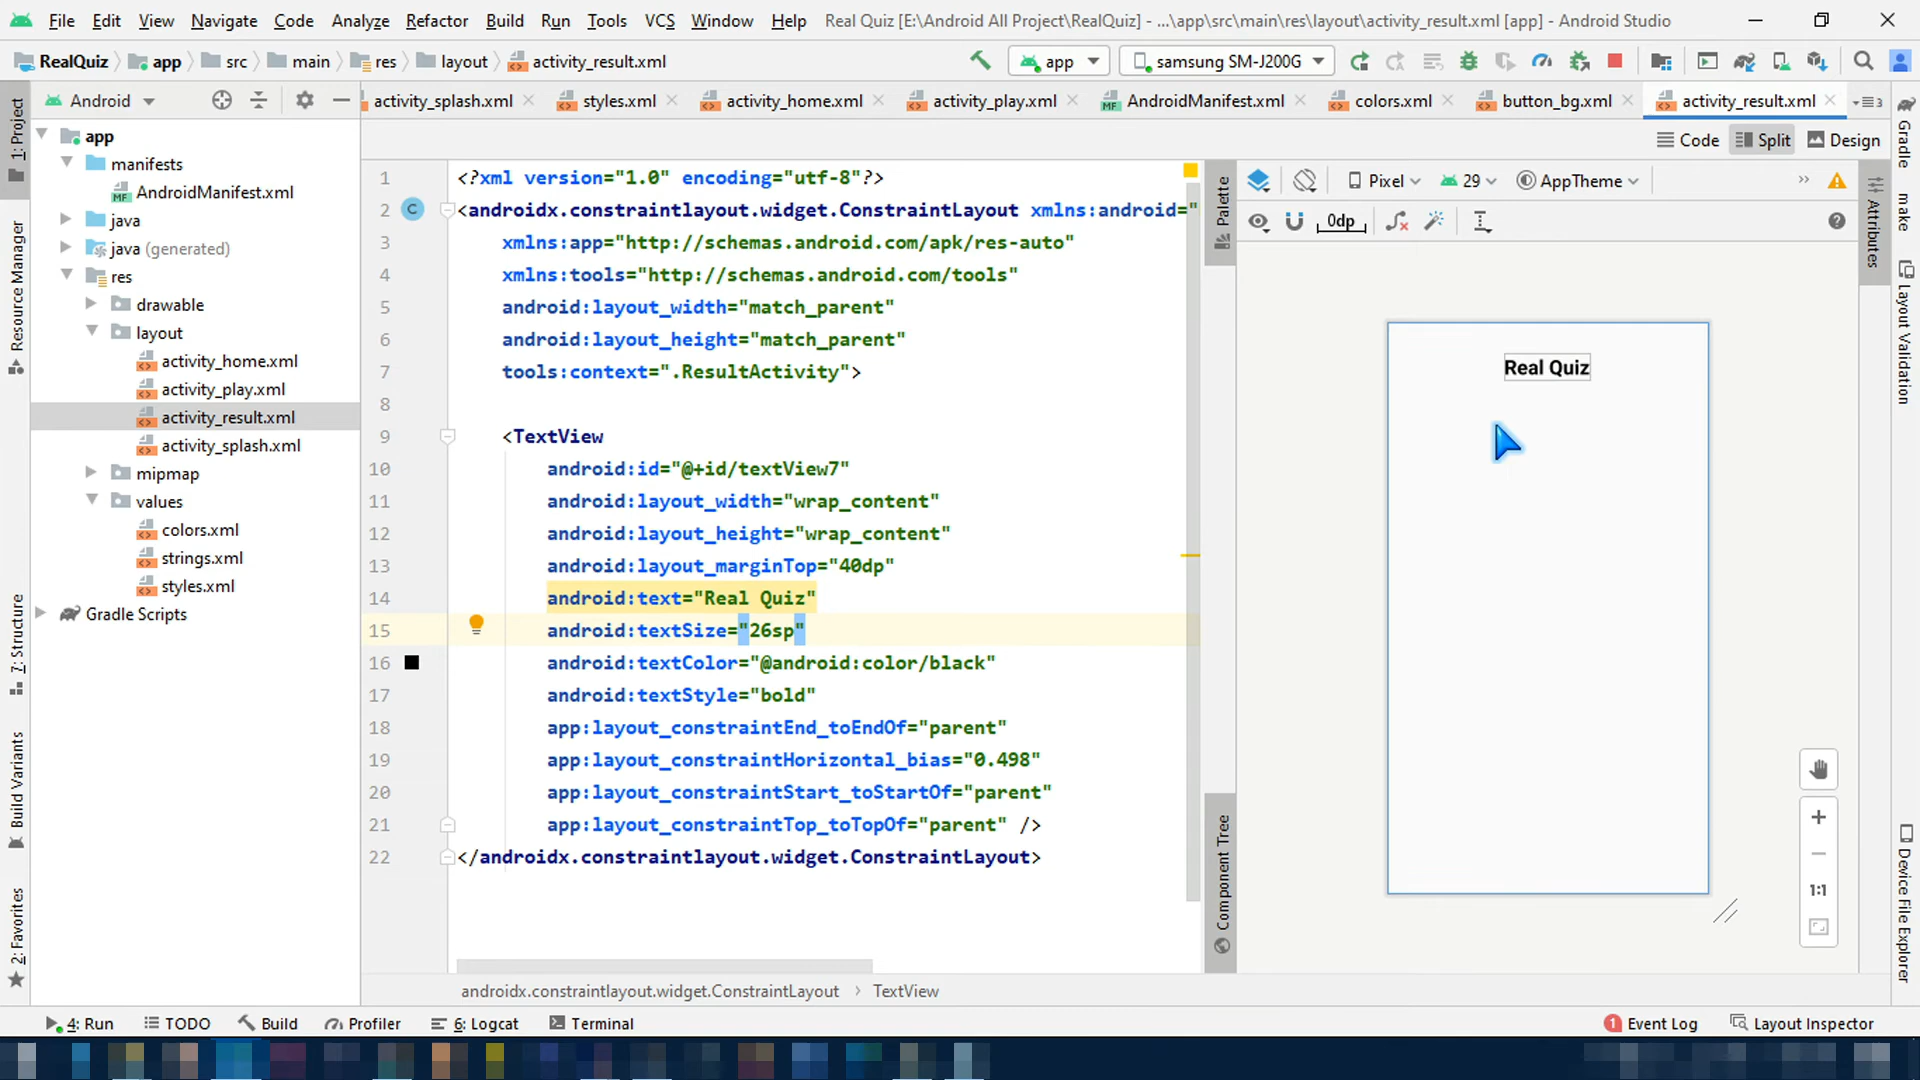 File Edit View Navigate Code Analyze Refactor Build Run Tools VCS Window Help Real Quiz [E:\Android All Project\RealQuiz] - ...\app\src\main\res\layout\activity_result.xml [app] - Android Studio
RealQuiz app src main res layout activity_result.xml app samsung SM-J200G
Android activity_splash.xml styles.xml activity_home.xml activity_play.xml AndroidManifest.xml colors.xml button_bg.xml activity_result.xml 3
Code Split Design
1: Project
Resource Manager
7: Structure
Build Variants
2: Favorites
app
manifests
AndroidManifest.xml
java
java (generated)
res
drawable
layout
activity_home.xml
activity_play.xml
activity_result.xml
activity_splash.xml
mipmap
values
colors.xml
strings.xml
styles.xml
Gradle Scripts
1 <?xml version="1.0" encoding="utf-8"?>
2 C <androidx.constraintlayout.widget.ConstraintLayout xmlns:android="
3 xmlns:app="http://schemas.android.com/apk/res-auto"
4 xmlns:tools="http://schemas.android.com/tools"
5 android:layout_width="match_parent"
6 android:layout_height="match_parent"
7 tools:context=".ResultActivity">
8
9 <TextView
10 android:id="@+id/textView7"
11 android:layout_width="wrap_content"
12 android:layout_height="wrap_content"
13 android:layout_marginTop="40dp"
14 android:text="Real Quiz"
15 android:textSize="26sp"
16 android:textColor="@android:color/black"
17 android:textStyle="bold"
18 app:layout_constraintEnd_toEndOf="parent"
19 app:layout_constraintHorizontal_bias="0.498"
20 app:layout_constraintStart_toStartOf="parent"
21 app:layout_constraintTop_toTopOf="parent" />
22 </androidx.constraintlayout.widget.ConstraintLayout>
androidx.constraintlayout.widget.ConstraintLayout > TextView
Palette
Component Tree
Pixel 29 AppTheme
0dp
Real Quiz
1:1
Attributes
Gradle
make
Layout Validation
Device File Explorer
4: Run TODO Build Profiler 6: Logcat Terminal 1 Event Log Layout Inspector